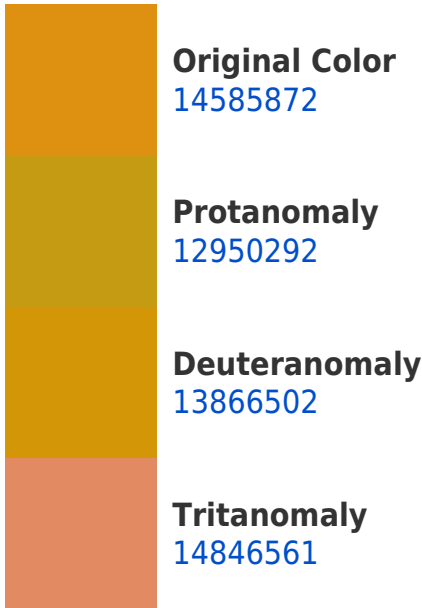 Original Color
14585872
Protanomaly
12950292
Deuteranomaly
13866502
Tritanomaly
14846561